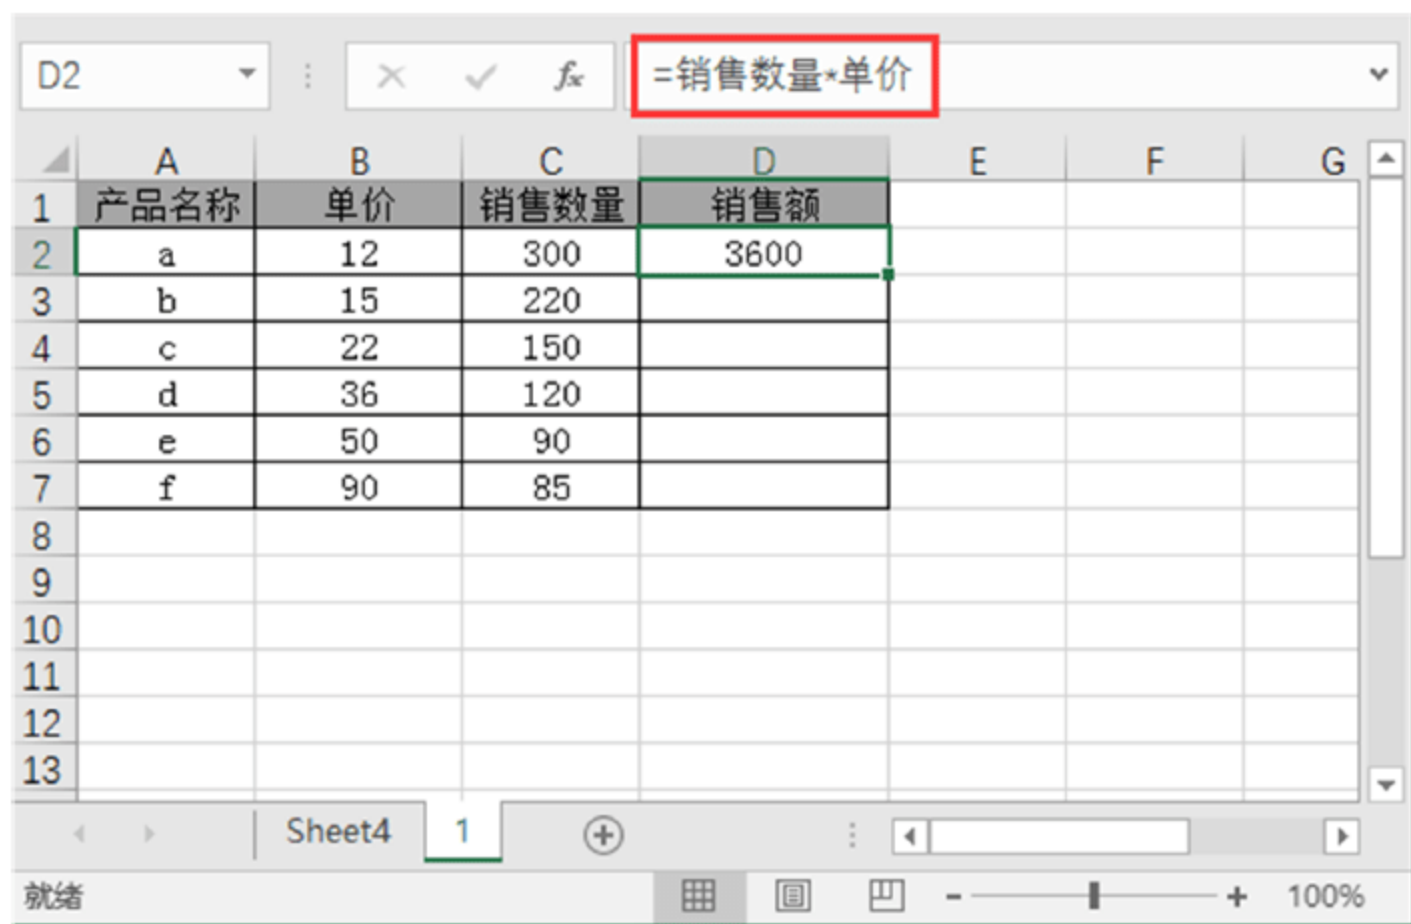 D2 fx =销售数量*单价
A B C D E F G
1 产品名称 单价 销售数量 销售额
2 a 12 300 3600
3 b 15 220
4 c 22 150
5 d 36 120
6 e 50 90
7 f 90 85
8
9
10
11
12
13
Sheet4 1
就绪 100%